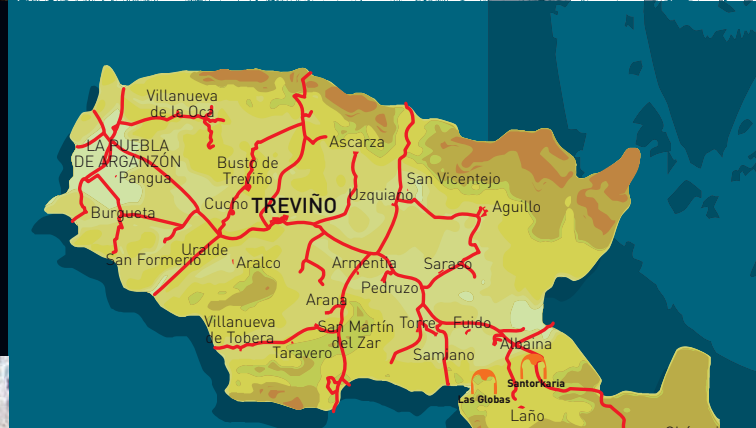 Villanueva
de la Oca
LA PUEBLA
DE ARGANZÓN
Pangua
Ascarza
Busto de
Treviño
San Vicentejo
Uzquiano
Cucho
TREVIÑO
Aguillo
Burgueta
Uralde
San Formerio
Aralco
Armentia
Saraso
Pedruzo
Arana
Villanueva
de Tobera
San Martín
del Zar
Torre
Fuido
Albaina
Taravero
Samiano
Santorkaria
Las Globas
Laño